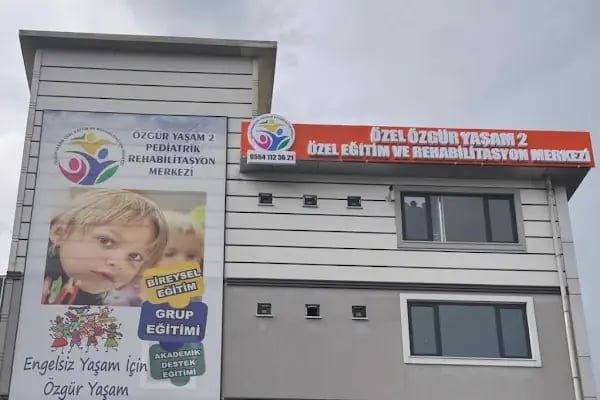 ÖZGÜR YAŞAM 2
PEDİATRİK
REHABİLİTASYON
MERKEZİ
BİREYSEL
EĞİTİM
GRUP
EĞİTİMİ
AKADEMİK
DESTEK
EĞİTİMİ
Engelsiz Yaşam İçin
Özgür Yaşam
0554 112 36 21
ÖZEL ÖZGÜR YAŞAM 2
ÖZEL EĞİTİM VE REHABİLİTASYON MERKEZİ